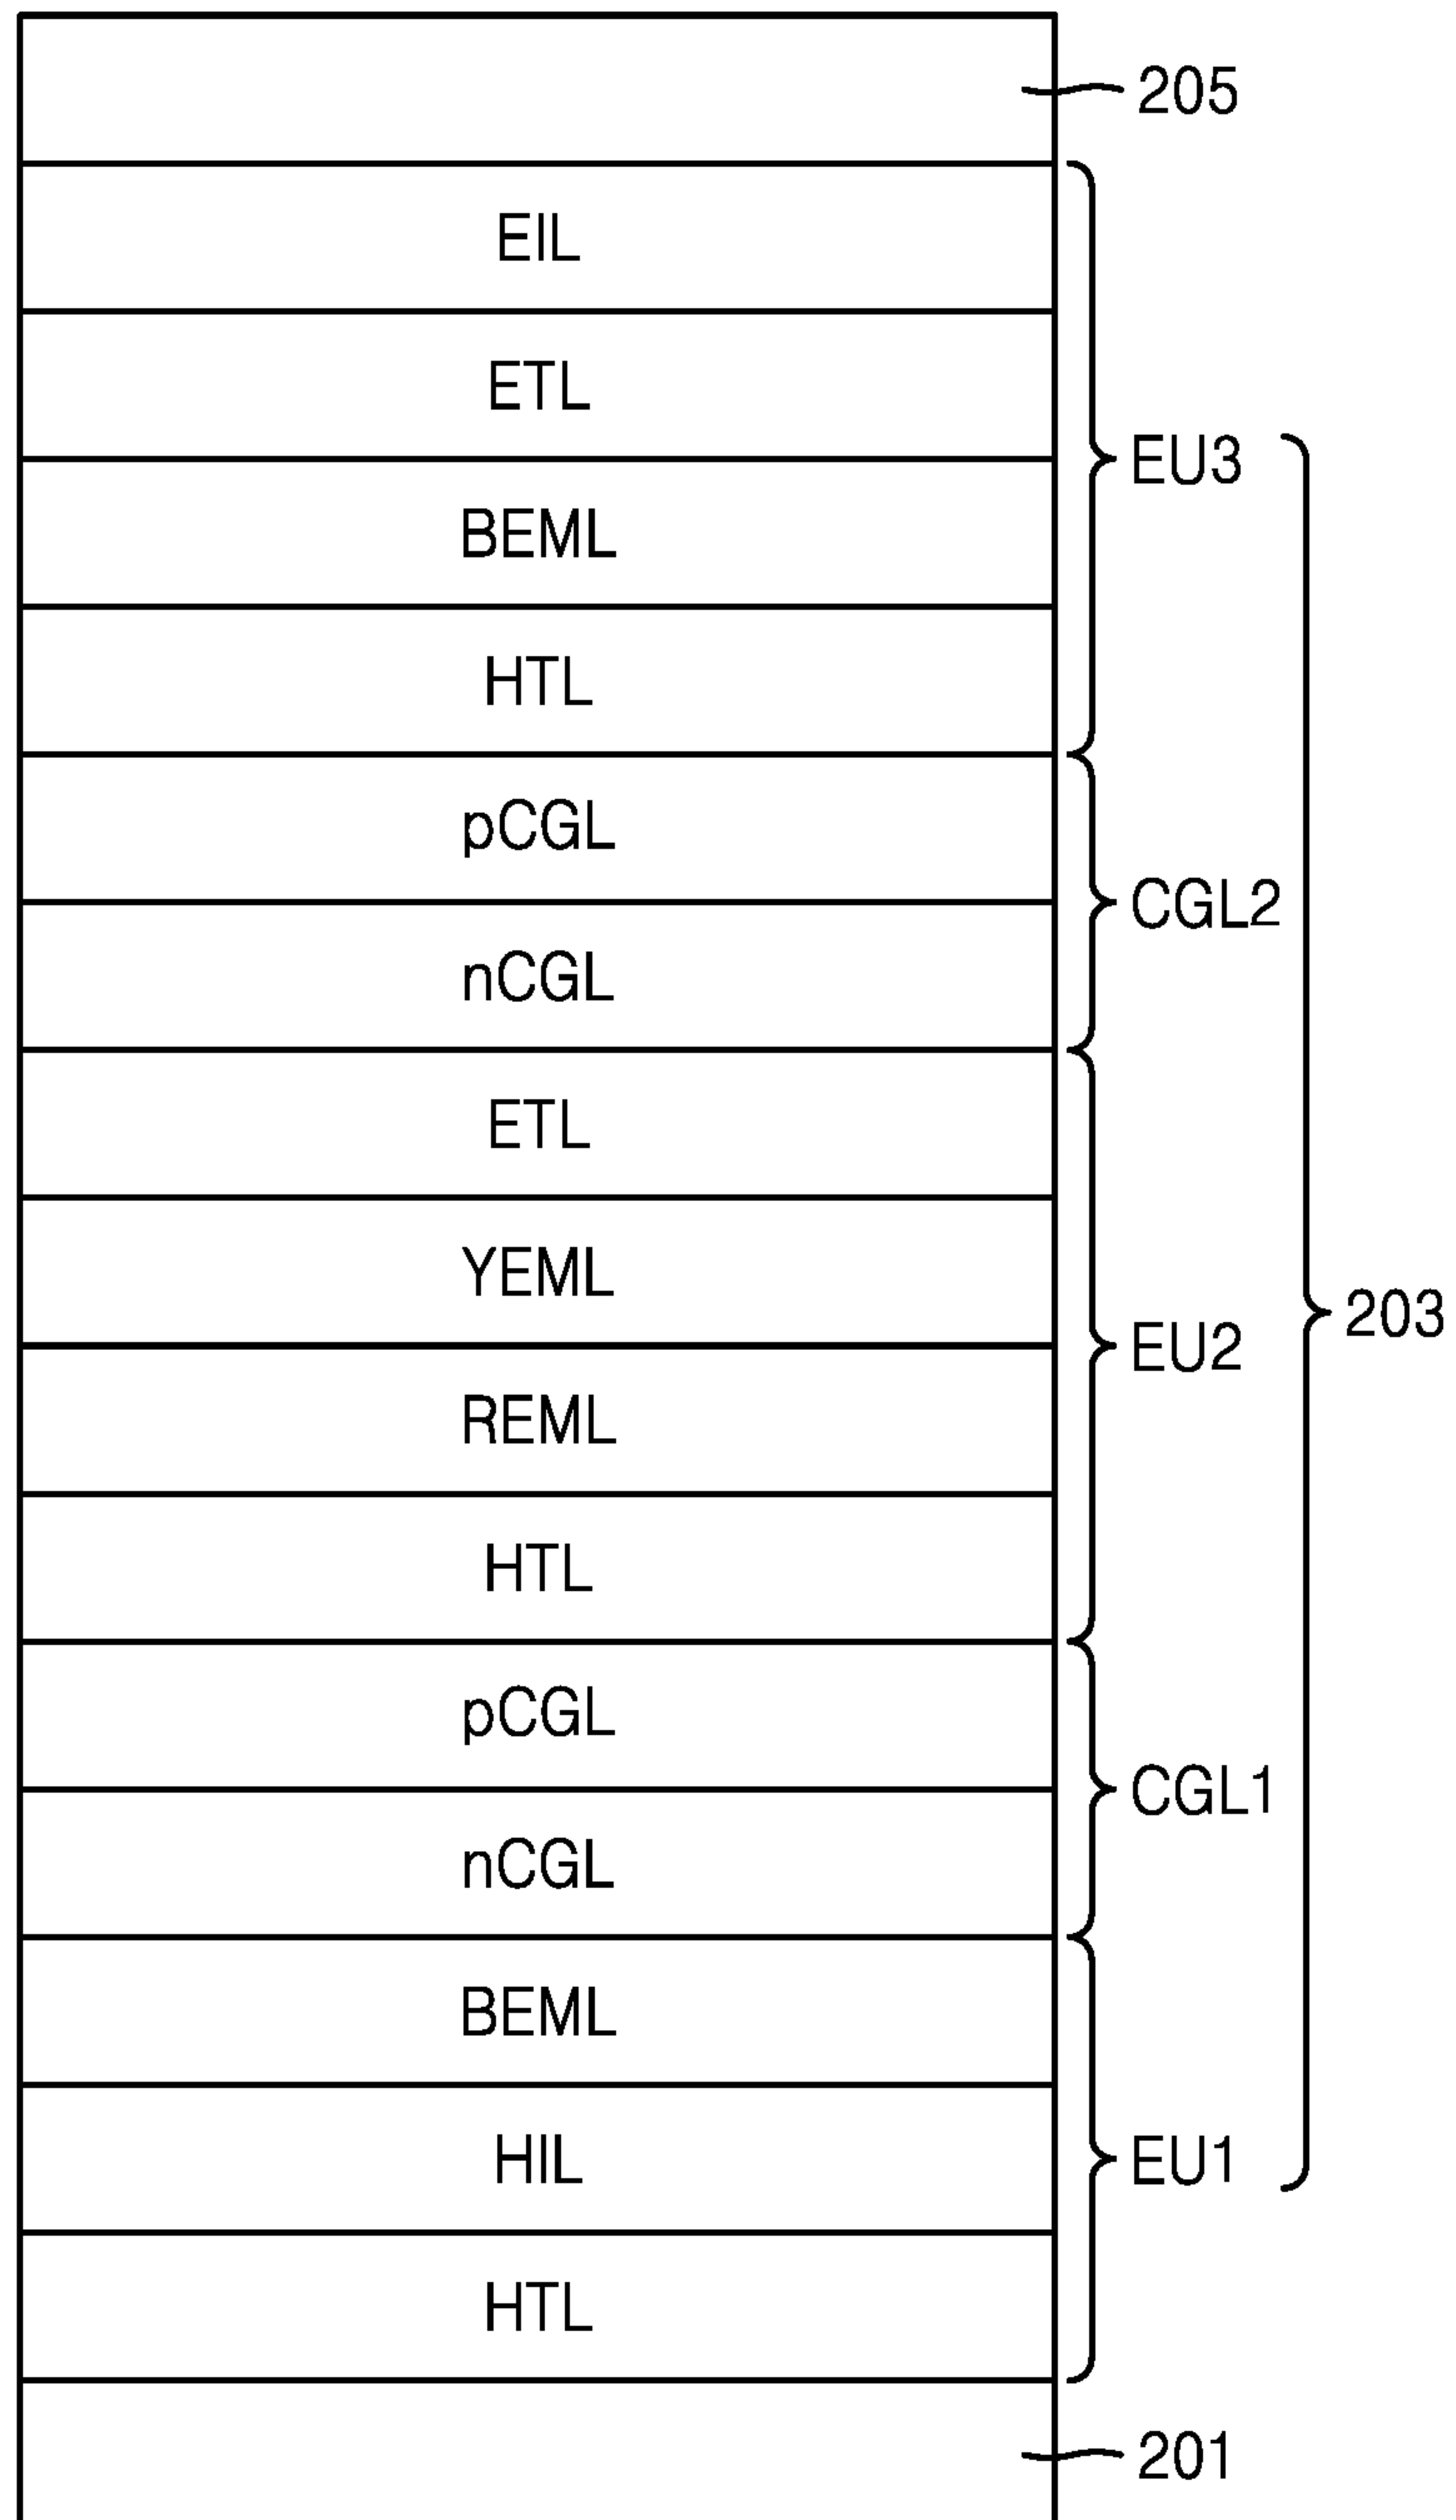 205
EIL
ETL
EU3
BEML
HTL
pCGL
CGL2
nCGL
ETL
YEML
203
EU2
REML
HTL
pCGL
CGL1
nCGL
BEML
HIL
EU1
HTL
201